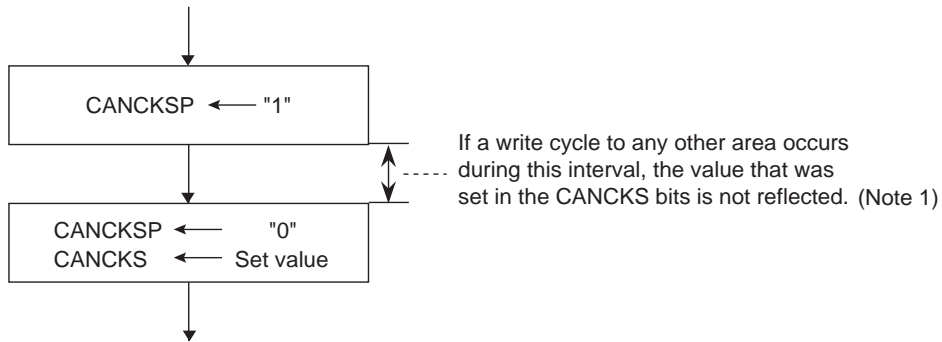 CANCKSP ← "1"
If a write cycle to any other area occurs
during this interval, the value that was
set in the CANCKS bits is not reflected. (Note 1)
CANCKSP ← "0"
CANCKS ← Set value